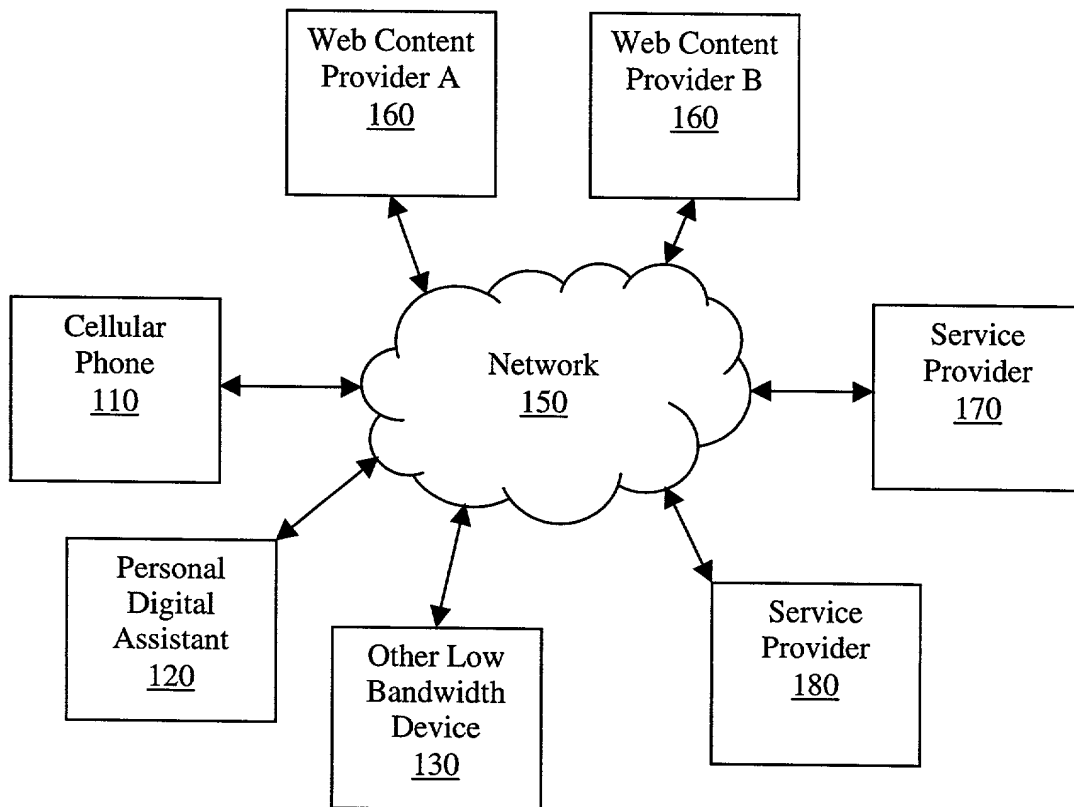 Web Content
Provider A
160
Web Content
Provider B
160
Cellular
Phone
110
Network
150
Service
Provider
170
Personal
Digital
Assistant
120
Other Low
Bandwidth
Device
130
Service
Provider
180